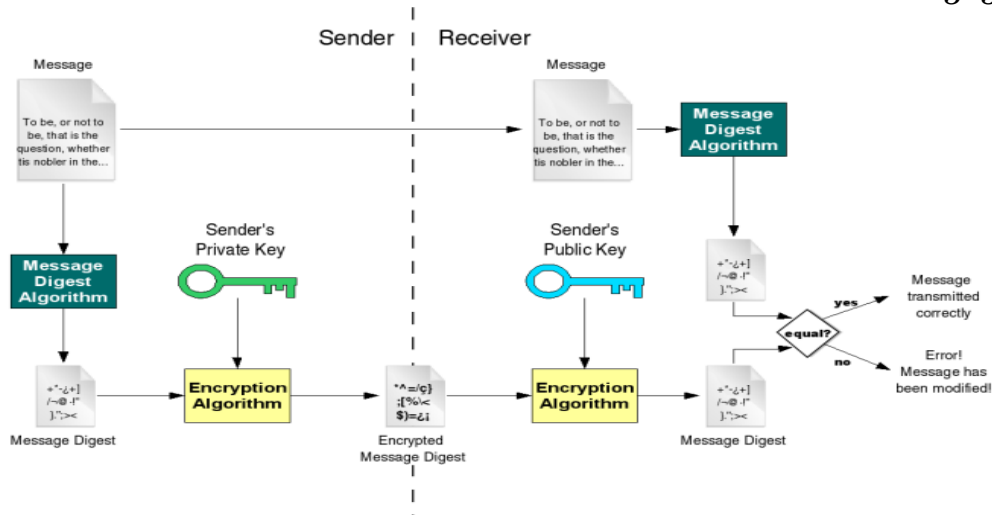 Sender
Receiver
Message
To be, or not to
be, that is the
question, whether
tis nobler in the...
Message
To be, or not to
be, that is the
question, whether
tis nobler in the...
Message
Digest
Algorithm
Sender's
Private Key
Sender's
Public Key
Message
Digest
Algorithm
+"-¿+]
/¬@ -!"
}.";><
equal?
yes
no
Message
transmitted
correctly
Error!
Message has
been modified!
+"-¿+]
/¬@ -!"
}.";><
Message Digest
Encryption
Algorithm
"^=/ç}
;[%\<
$)=¿¡
Encrypted
Message Digest
Encryption
Algorithm
+"-¿+]
/¬@ -!"
}.";><
Message Digest